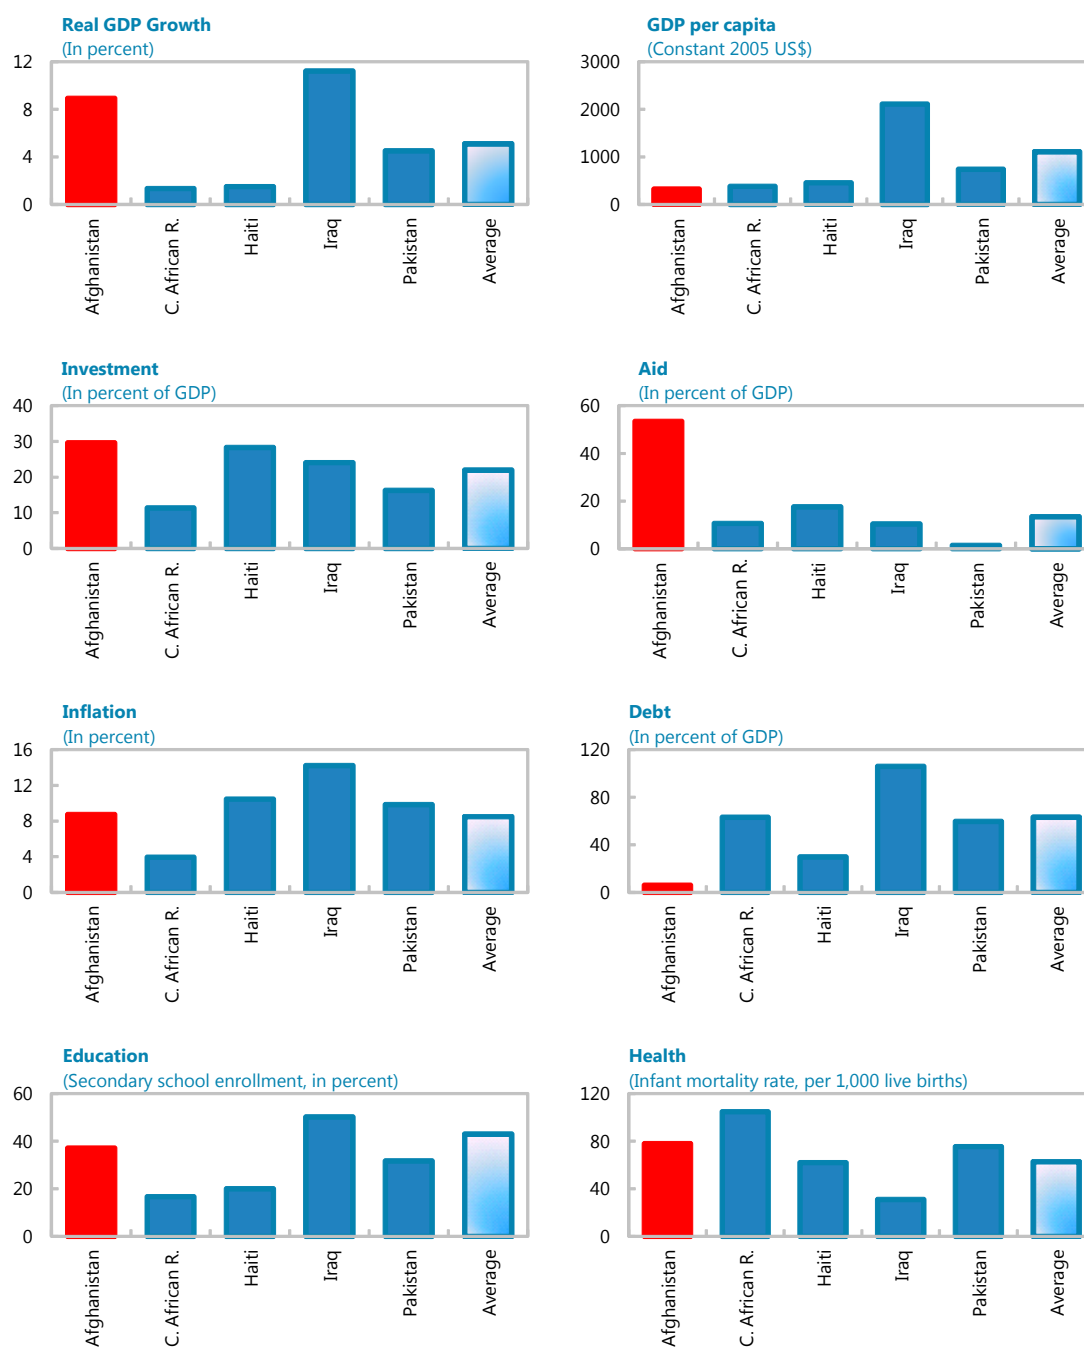 Real GDP Growth
(In percent)
12
8
4
0
Afghanistan
C. African R.
Haiti
Iraq
Pakistan
Average
GDP per capita
(Constant 2005 US$)
3000
2000
1000
0
Afghanistan
C. African R.
Haiti
Iraq
Pakistan
Average
Investment
(In percent of GDP)
40
30
20
10
0
Afghanistan
C. African R.
Haiti
Iraq
Pakistan
Average
Aid
(In percent of GDP)
60
40
20
0
Afghanistan
C. African R.
Haiti
Iraq
Pakistan
Average
Inflation
(In percent)
16
12
8
4
0
Afghanistan
C. African R.
Haiti
Iraq
Pakistan
Average
Debt
(In percent of GDP)
120
80
40
0
Afghanistan
C. African R.
Haiti
Iraq
Pakistan
Average
Education
(Secondary school enrollment, in percent)
60
40
20
0
Afghanistan
C. African R.
Haiti
Iraq
Pakistan
Average
Health
(Infant mortality rate, per 1,000 live births)
120
80
40
0
Afghanistan
C. African R.
Haiti
Iraq
Pakistan
Average